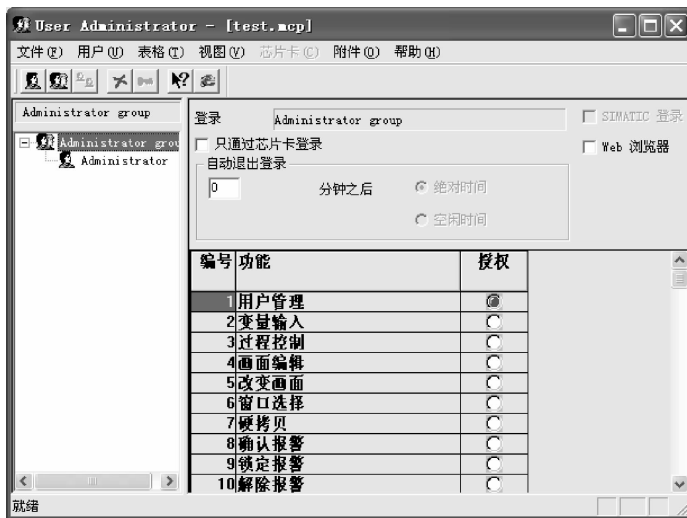 User Administrator - [test.mcp]
文件(F) 用户(U) 表格(T) 视图(V) 芯片卡(C) 附件(O) 帮助(H)
Administrator group
Administrator grou
Administrator
登录 Administrator group
SIMATIC 登录
只通过芯片卡登录
Web 浏览器
自动退出登录
0 分钟之后 绝对时间
空闲时间
编号 功能 授权
1 用户管理
2 变量输入
3 过程控制
4 画面编辑
5 改变画面
6 窗口选择
7 硬拷贝
8 确认报警
9 锁定报警
10 解除报警
就绪